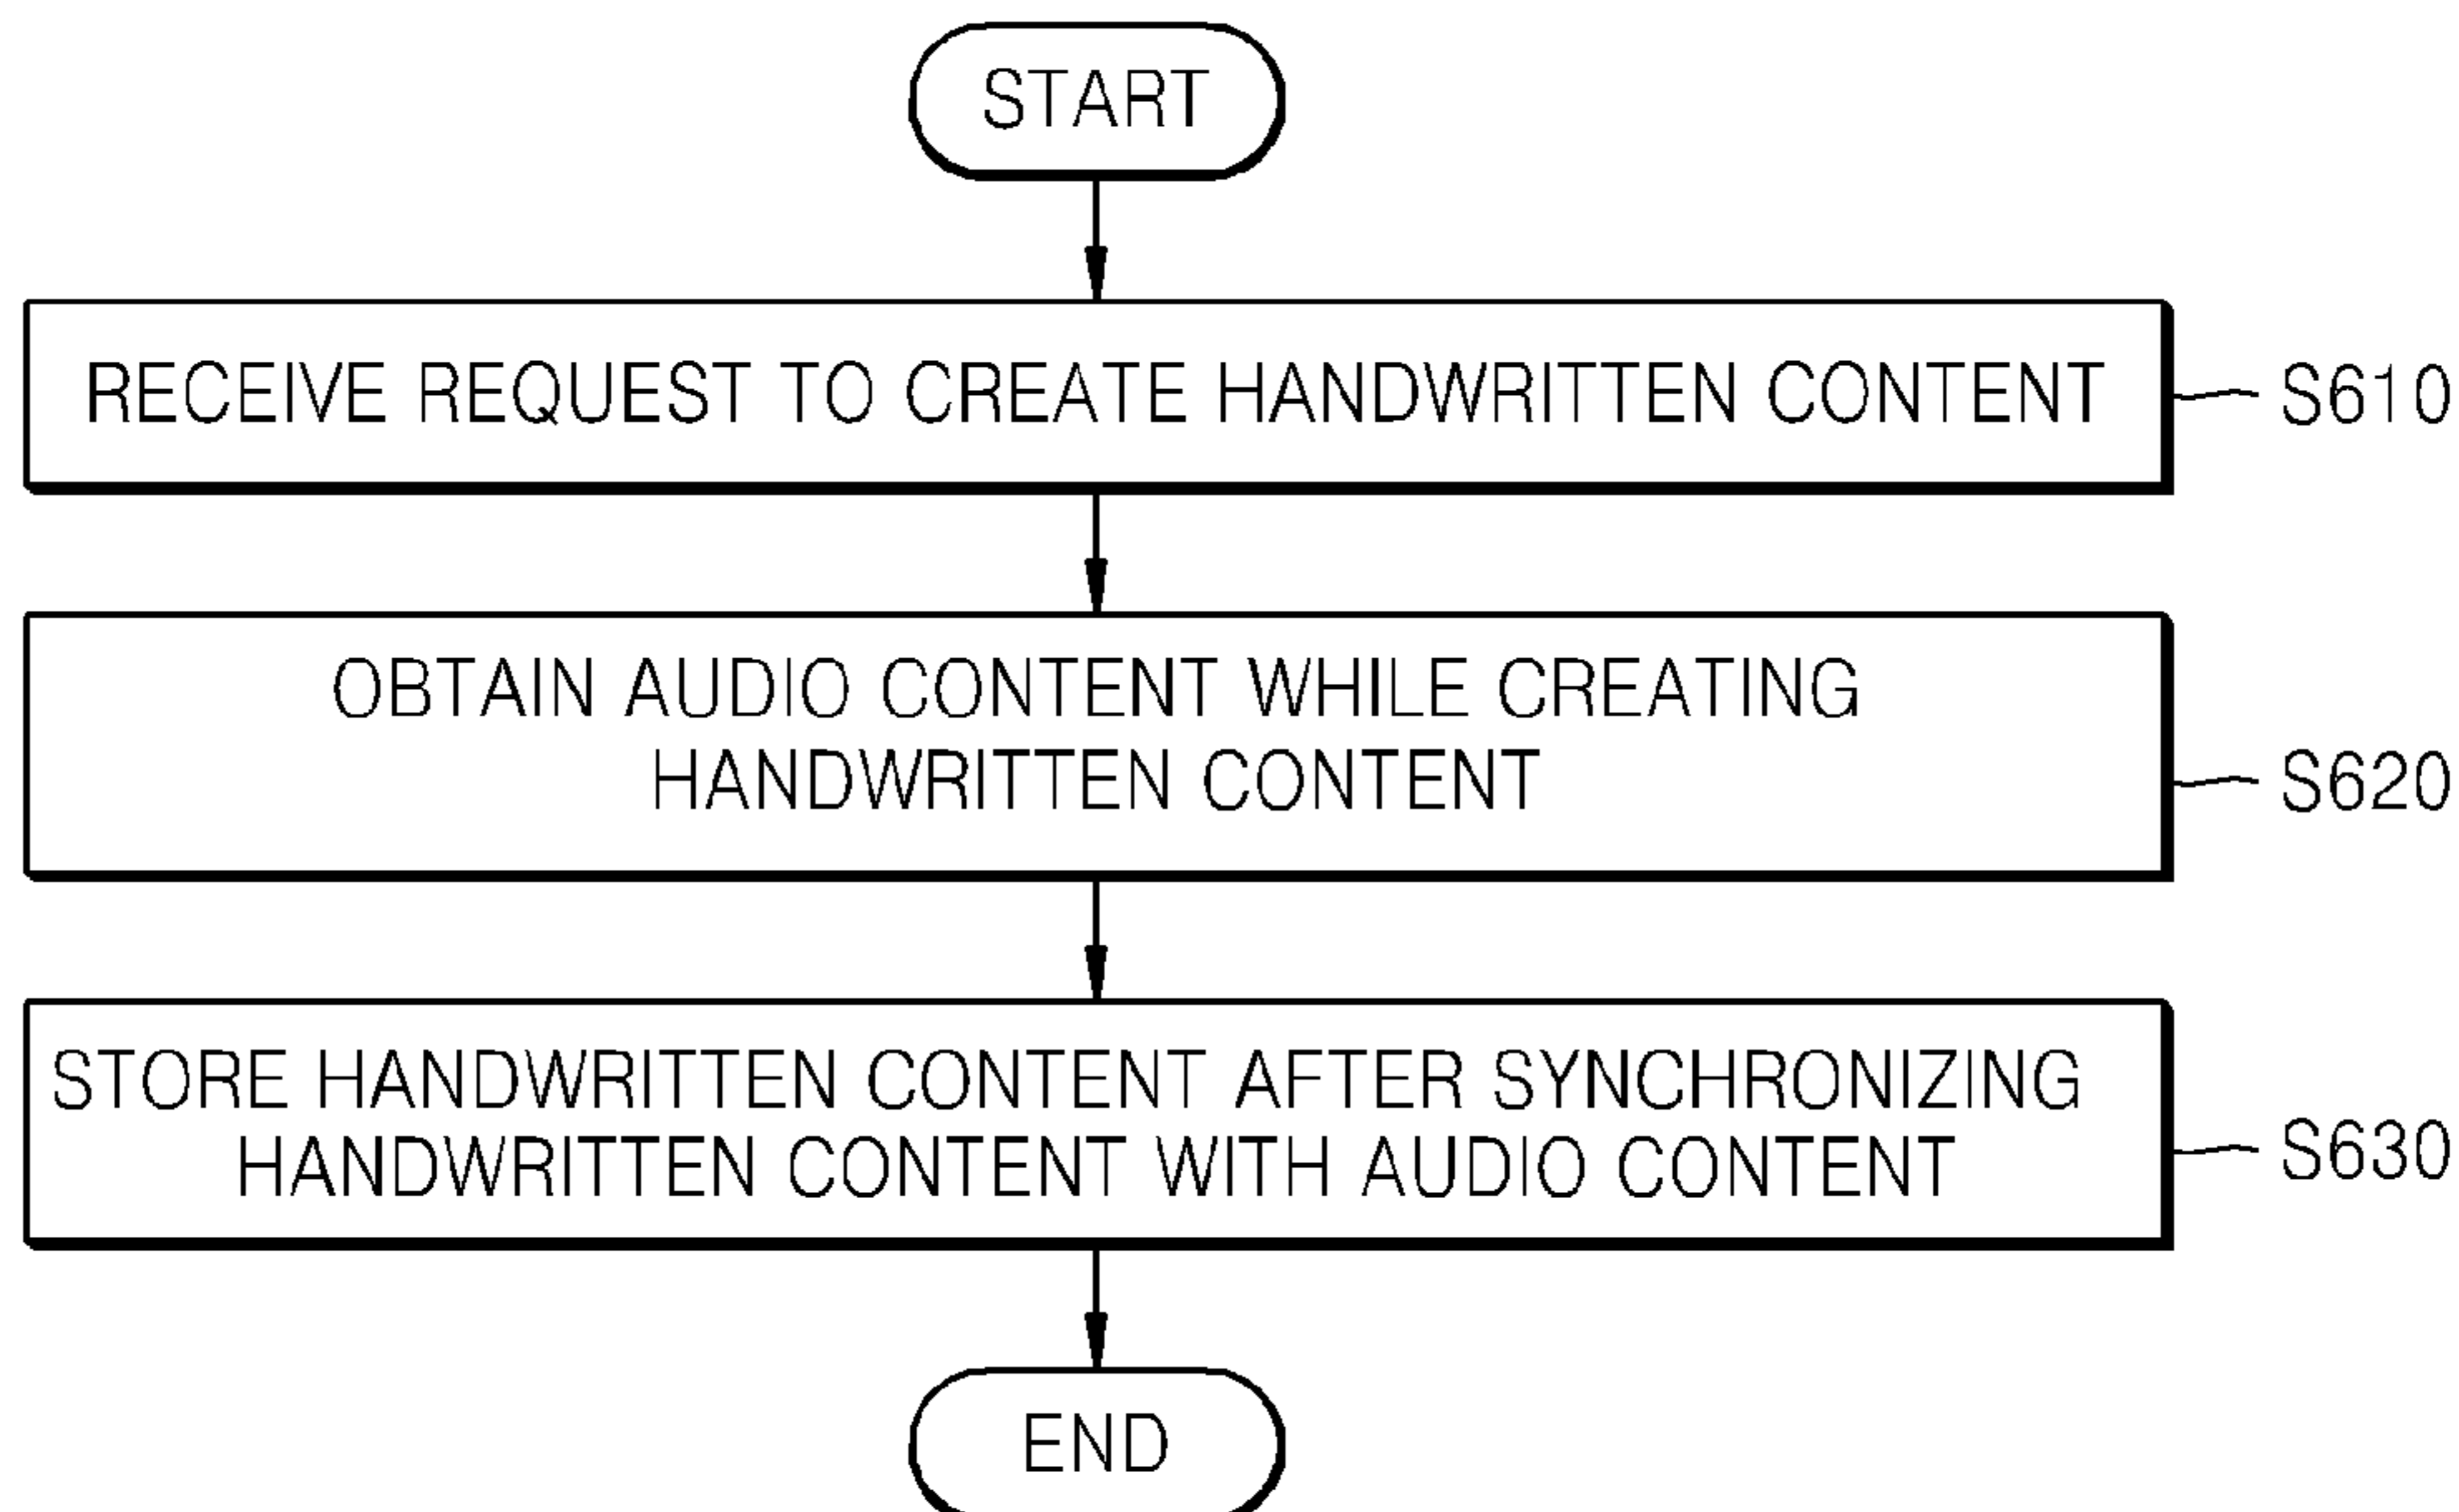 START
RECEIVE REQUEST TO CREATE HANDWRITTEN CONTENT
S610
OBTAIN AUDIO CONTENT WHILE CREATING
HANDWRITTEN CONTENT
S620
STORE HANDWRITTEN CONTENT AFTER SYNCHRONIZING
HANDWRITTEN CONTENT WITH AUDIO CONTENT
S630
END